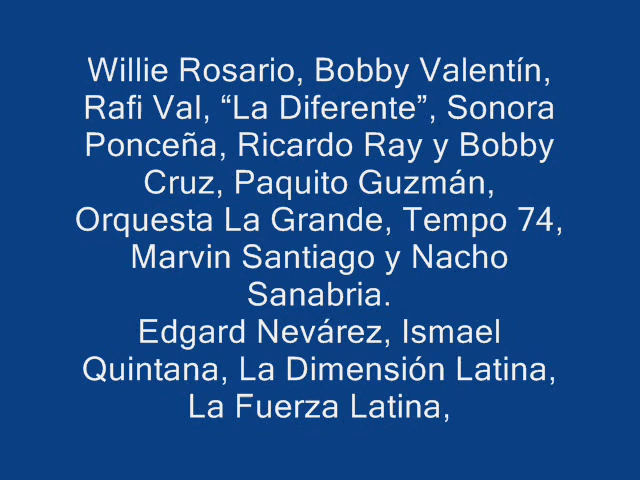 Willie Rosario, Bobby Valentín,
Rafi Val, “La Diferente”, Sonora
Ponceña, Ricardo Ray y Bobby
Cruz, Paquito Guzmán,
Orquesta La Grande, Tempo 74,
Marvin Santiago y Nacho
Sanabria.
Edgard Nevárez, Ismael
Quintana, La Dimensión Latina,
La Fuerza Latina,